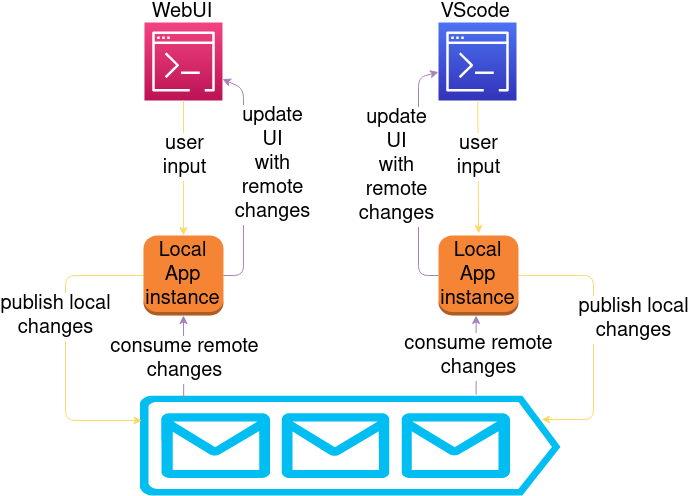 WebUI
VScode
update
UI
with
remote
changes
update
UI
with
remote
changes
user
input
user
input
Local
App
instance
Local
App
instance
publish local
changes
publish local
changes
consume remote
changes
consume remote
changes